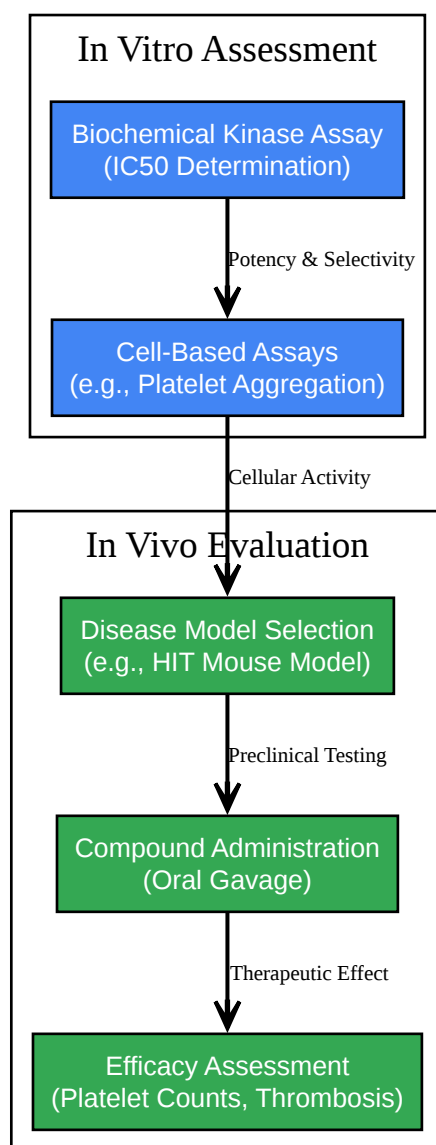 In Vitro Assessment
Biochemical Kinase Assay
(IC50 Determination)
Potency & Selectivity
Cell-Based Assays
(e.g., Platelet Aggregation)
Cellular Activity
In Vivo Evaluation
Disease Model Selection
(e.g., HIT Mouse Model)
Preclinical Testing
Compound Administration
(Oral Gavage)
Therapeutic Effect
Efficacy Assessment
(Platelet Counts, Thrombosis)